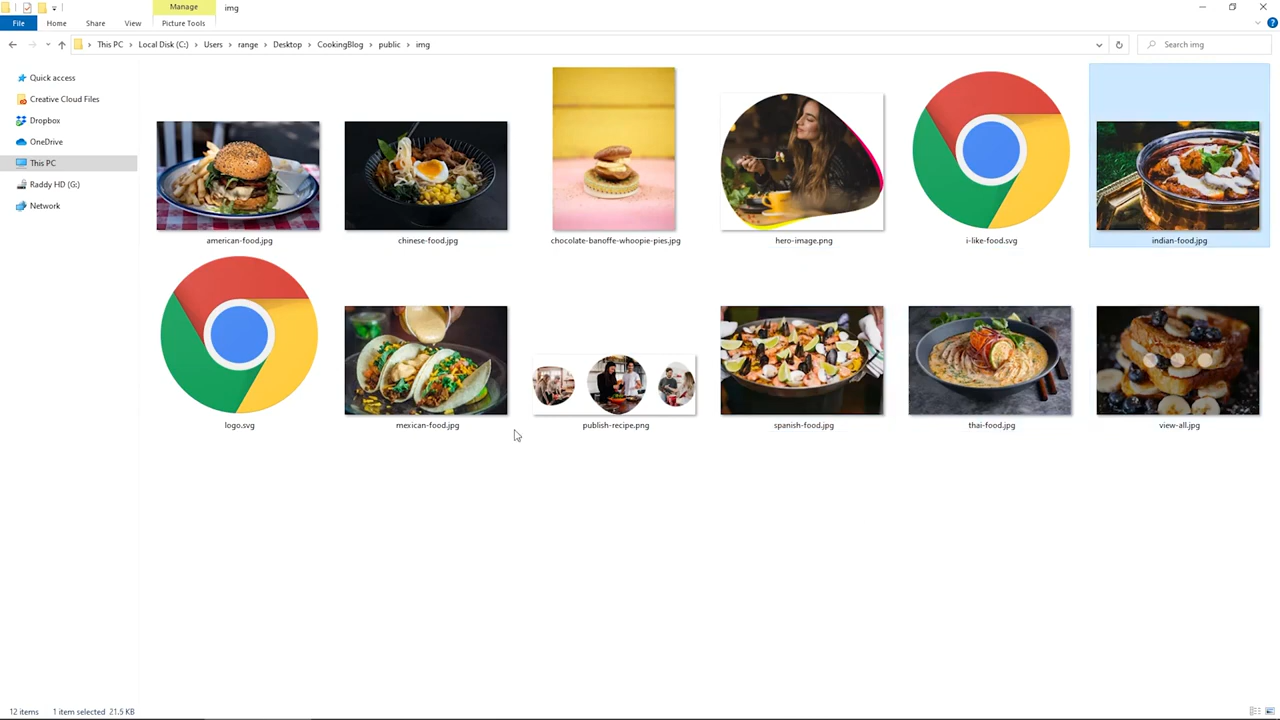 Manage
img
File
Home
Share
View
Picture Tools
This PC
Local Disk (C:)
Users
range
Desktop
CookingBlog
public
img
Search img
Quick access
Creative Cloud Files
Dropbox
OneDrive
This PC
Raddy HD (G:)
Network
american-food.jpg
chinese-food.jpg
chocolate-banoffe-whoopie-pies.jpg
hero-image.png
i-like-food.svg
indian-food.jpg
logo.svg
mexican-food.jpg
publish-recipe.png
spanish-food.jpg
thai-food.jpg
view-all.jpg
12 items
1 item selected 21.5 KB